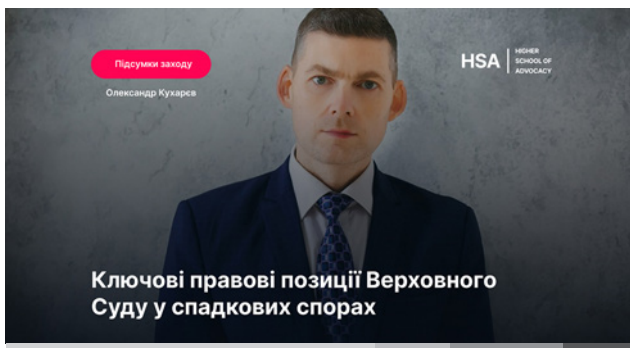 Підсумки заходу
Олександр Кухарєв
HSA
HIGHER
SCHOOL OF
ADVOCACY
Ключові правові позиції Верховного
Суду у спадкових спорах